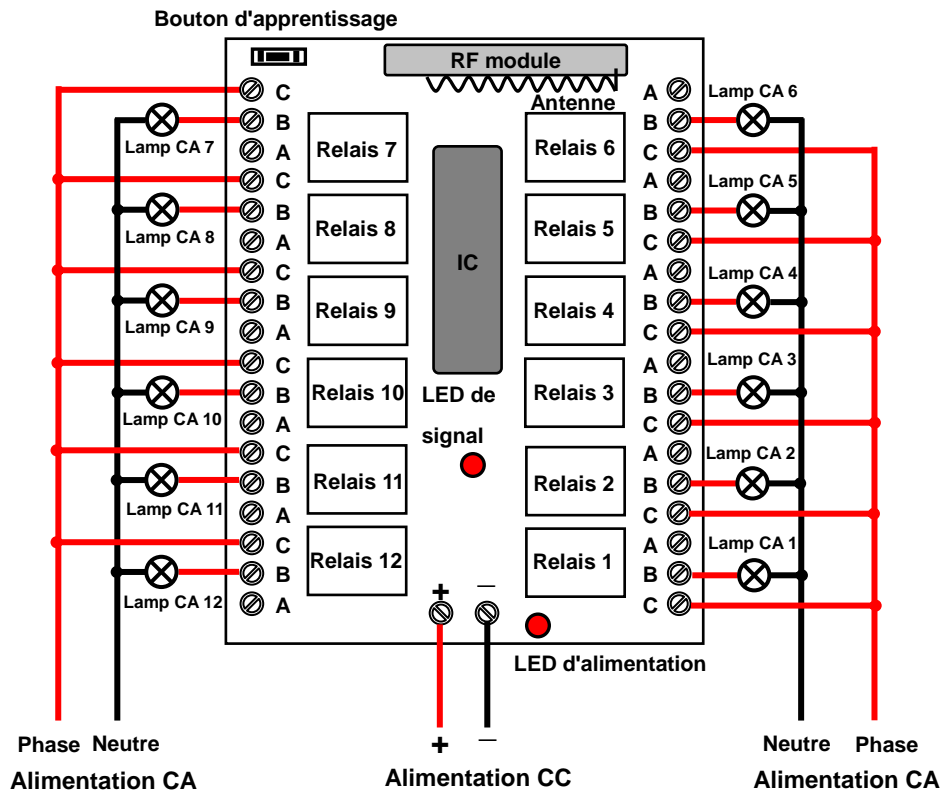 Bouton d'apprentissage
RF module
Antenne
C
B
A
C
B
A
C
B
A
C
B
A
C
B
A
C
B
A
Lamp CA 7
Lamp CA 8
Lamp CA 9
Lamp CA 10
Lamp CA 11
Lamp CA 12
Relais 7
Relais 8
Relais 9
Relais 10
Relais 11
Relais 12
IC
LED de
signal
Relais 6
Relais 5
Relais 4
Relais 3
Relais 2
Relais 1
A
B
C
A
B
C
A
B
C
A
B
C
A
B
C
A
B
C
Lamp CA 6
Lamp CA 5
Lamp CA 4
Lamp CA 3
Lamp CA 2
Lamp CA 1
+ −
LED d'alimentation
Phase Neutre
Alimentation CA
+ −
Alimentation CC
Neutre Phase
Alimentation CA